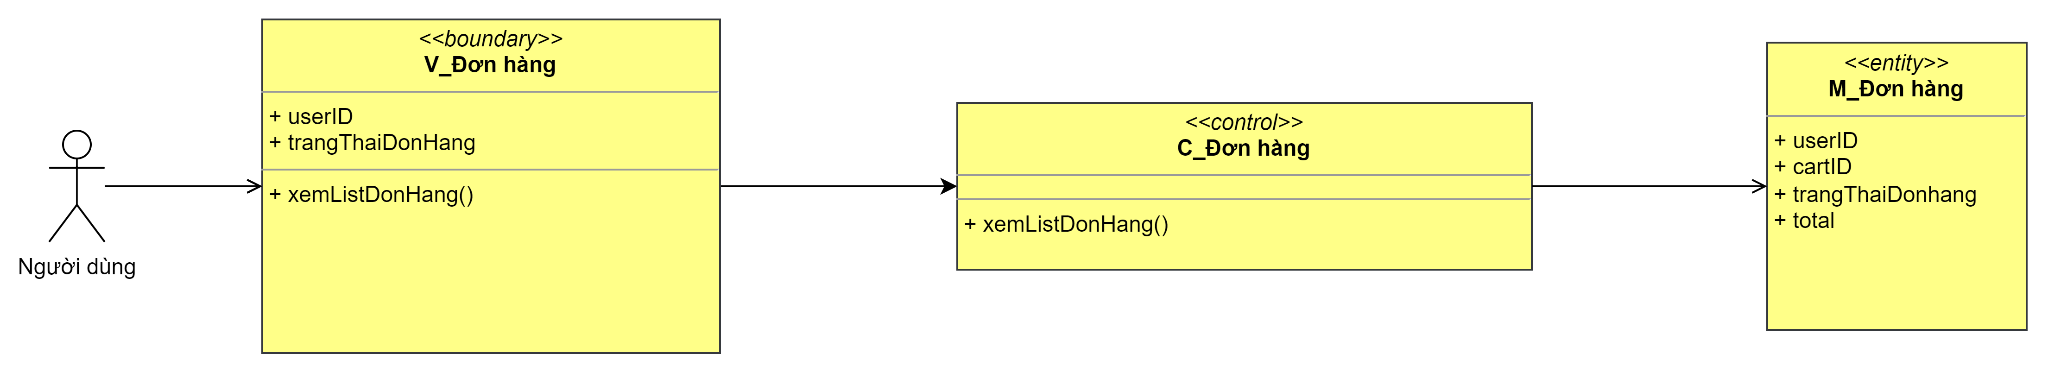 Người dùng
<<boundary>>
V_Đơn hàng
+ userID
+ trangThaiDonHang
+ xemListDonHang()
<<control>>
C_Đơn hàng
+ xemListDonHang()
<<entity>>
M_Đơn hàng
+ userID
+ cartID
+ trangThaiDonhang
+ total